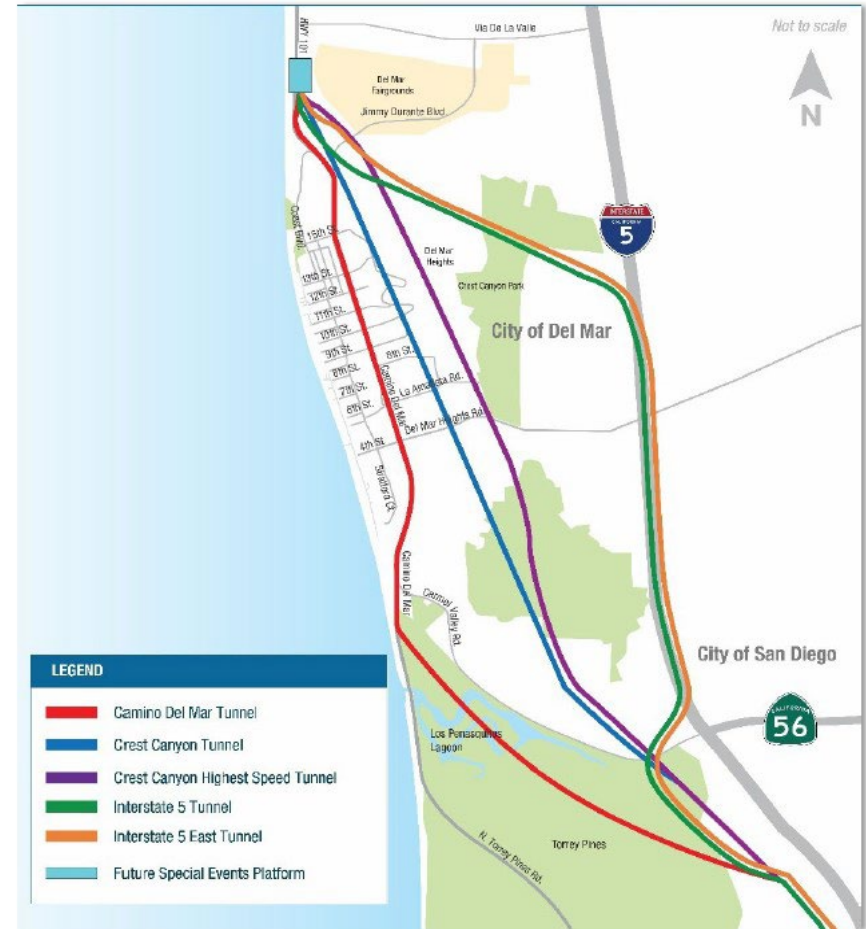 HWY 101
Via De La Valle
Not to scale
N
Del Mar
Fairgrounds
Jimmy Durante Blvd.
INTERSTATE
CALIFORNIA
5
Coast Blvd.
15th St.
Del Mar
Heights
13th St.
12th St.
11th St.
10th St.
9th St.
8th St.
7th St.
6th St.
4th St.
8th St.
Crest Canyon Park
City of Del Mar
Camino Del Mar
La Amatista Rd.
Del Mar Heights Rd.
Stratford Ct.
Camino Del Mar
Carmel Valley Rd.
City of San Diego
CALIFORNIA
56
Los Penasquitos
Lagoon
Torrey Pines
N. Torrey Pines Rd.
LEGEND
Camino Del Mar Tunnel
Crest Canyon Tunnel
Crest Canyon Highest Speed Tunnel
Interstate 5 Tunnel
Interstate 5 East Tunnel
Future Special Events Platform